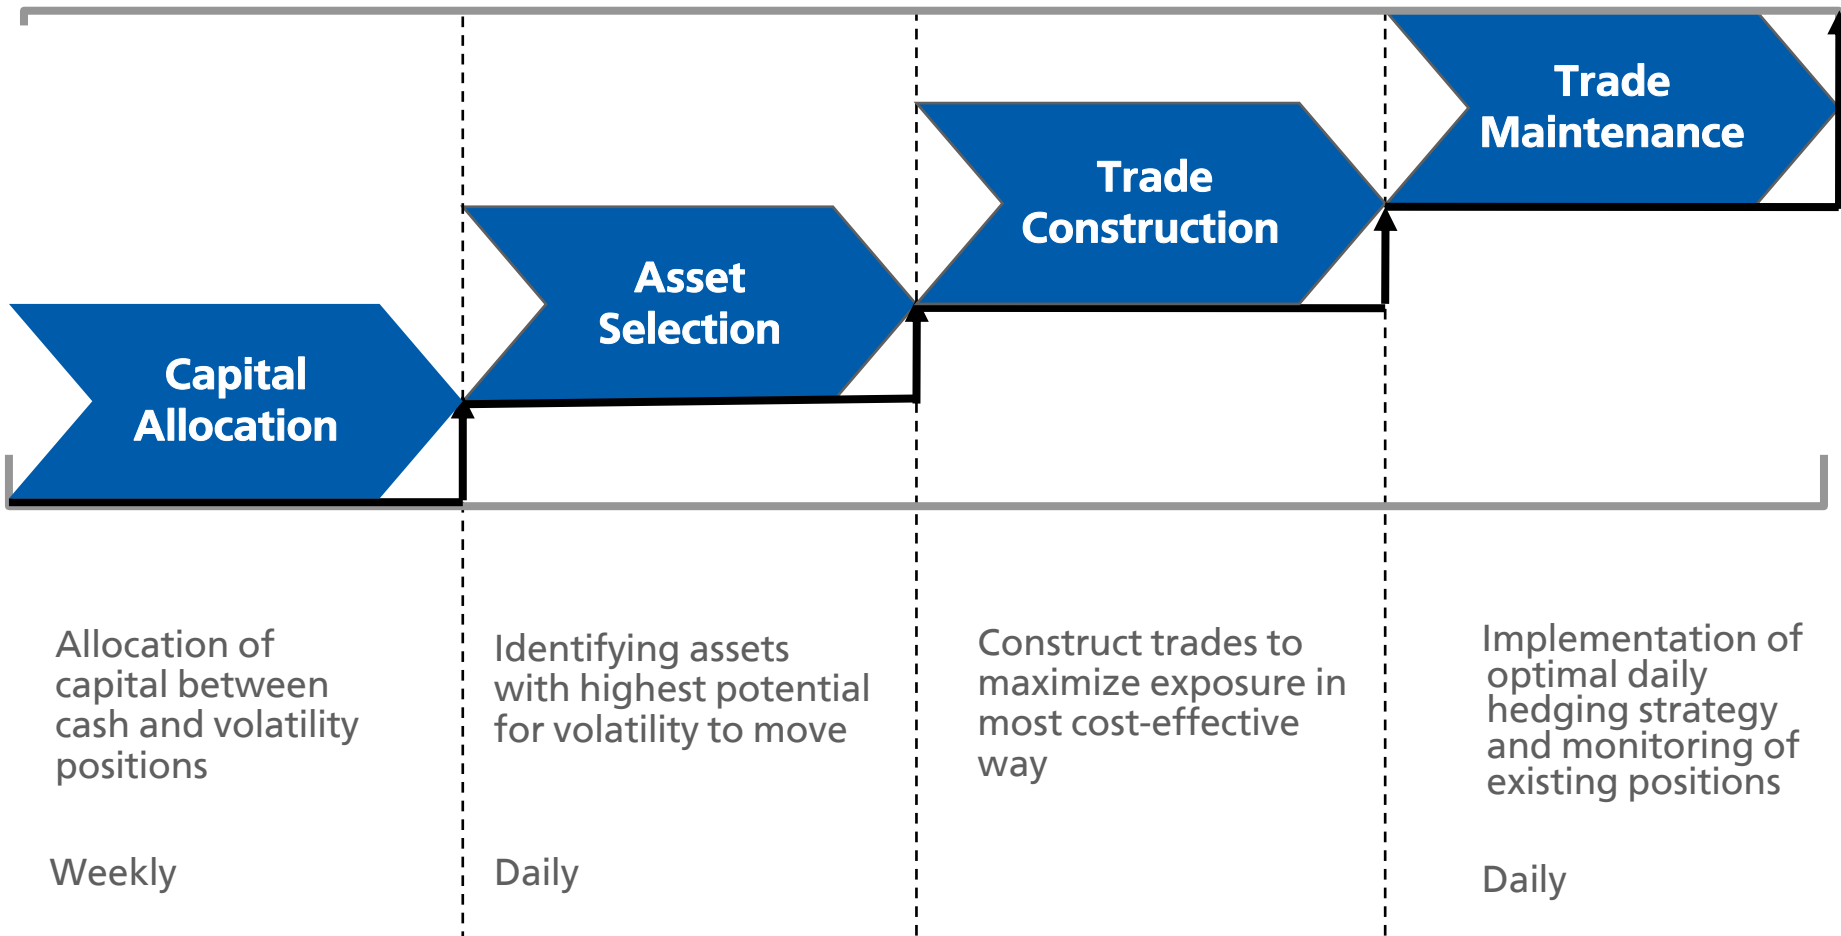 Capital
Allocation
Asset
Selection
Trade
Construction
Trade
Maintenance
Allocation of
capital between
cash and volatility
positions
Weekly
Identifying assets
with highest potential
for volatility to move
Daily
Construct trades to
maximize exposure in
most cost-effective
way
Implementation of
optimal daily
hedging strategy
and monitoring of
existing positions
Daily